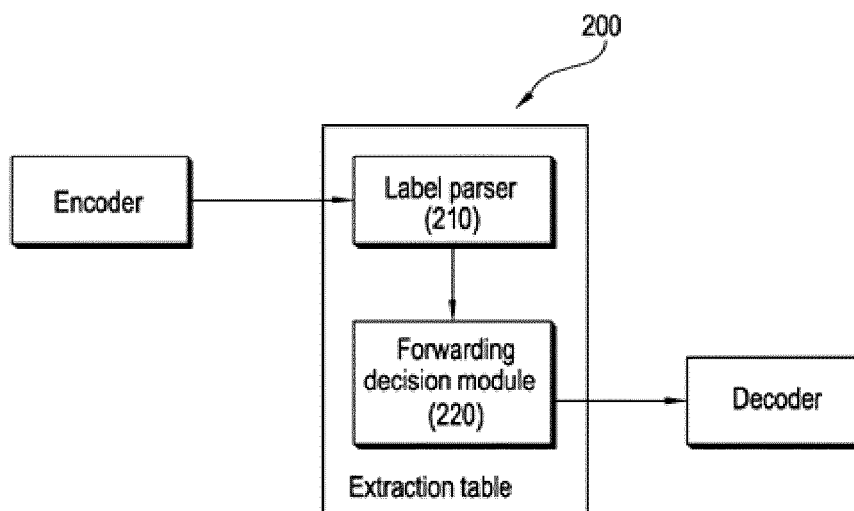 200
Encoder
Label parser
(210)
Forwarding
decision module
(220)
Decoder
Extraction table